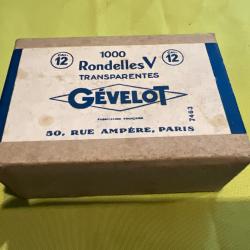 CAL. 12
1000
CAL. 12
Rondelles V
TRANSPARENTES
GÉVELOT
FABRICATION FRANÇAISE
7463
50, RUE AMPÈRE, PARIS